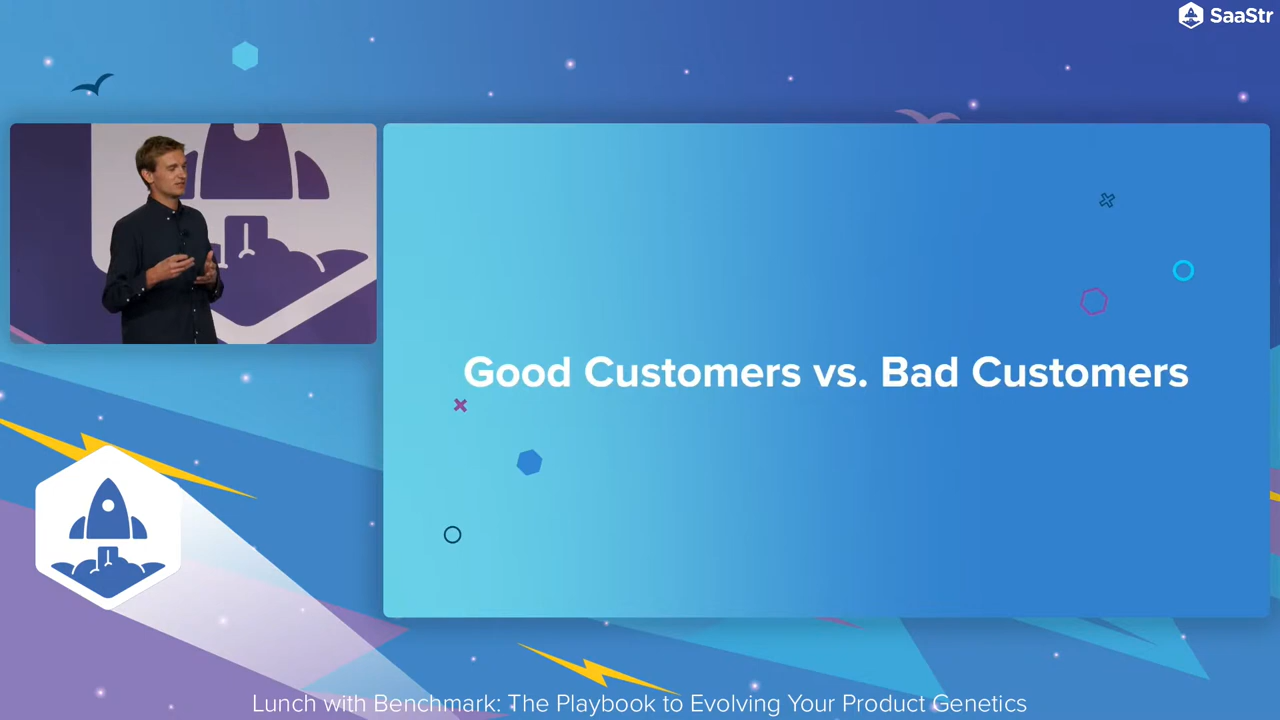 SaaStr
Good Customers vs. Bad Customers
Lunch with Benchmark: The Playbook to Evolving Your Product Genetics